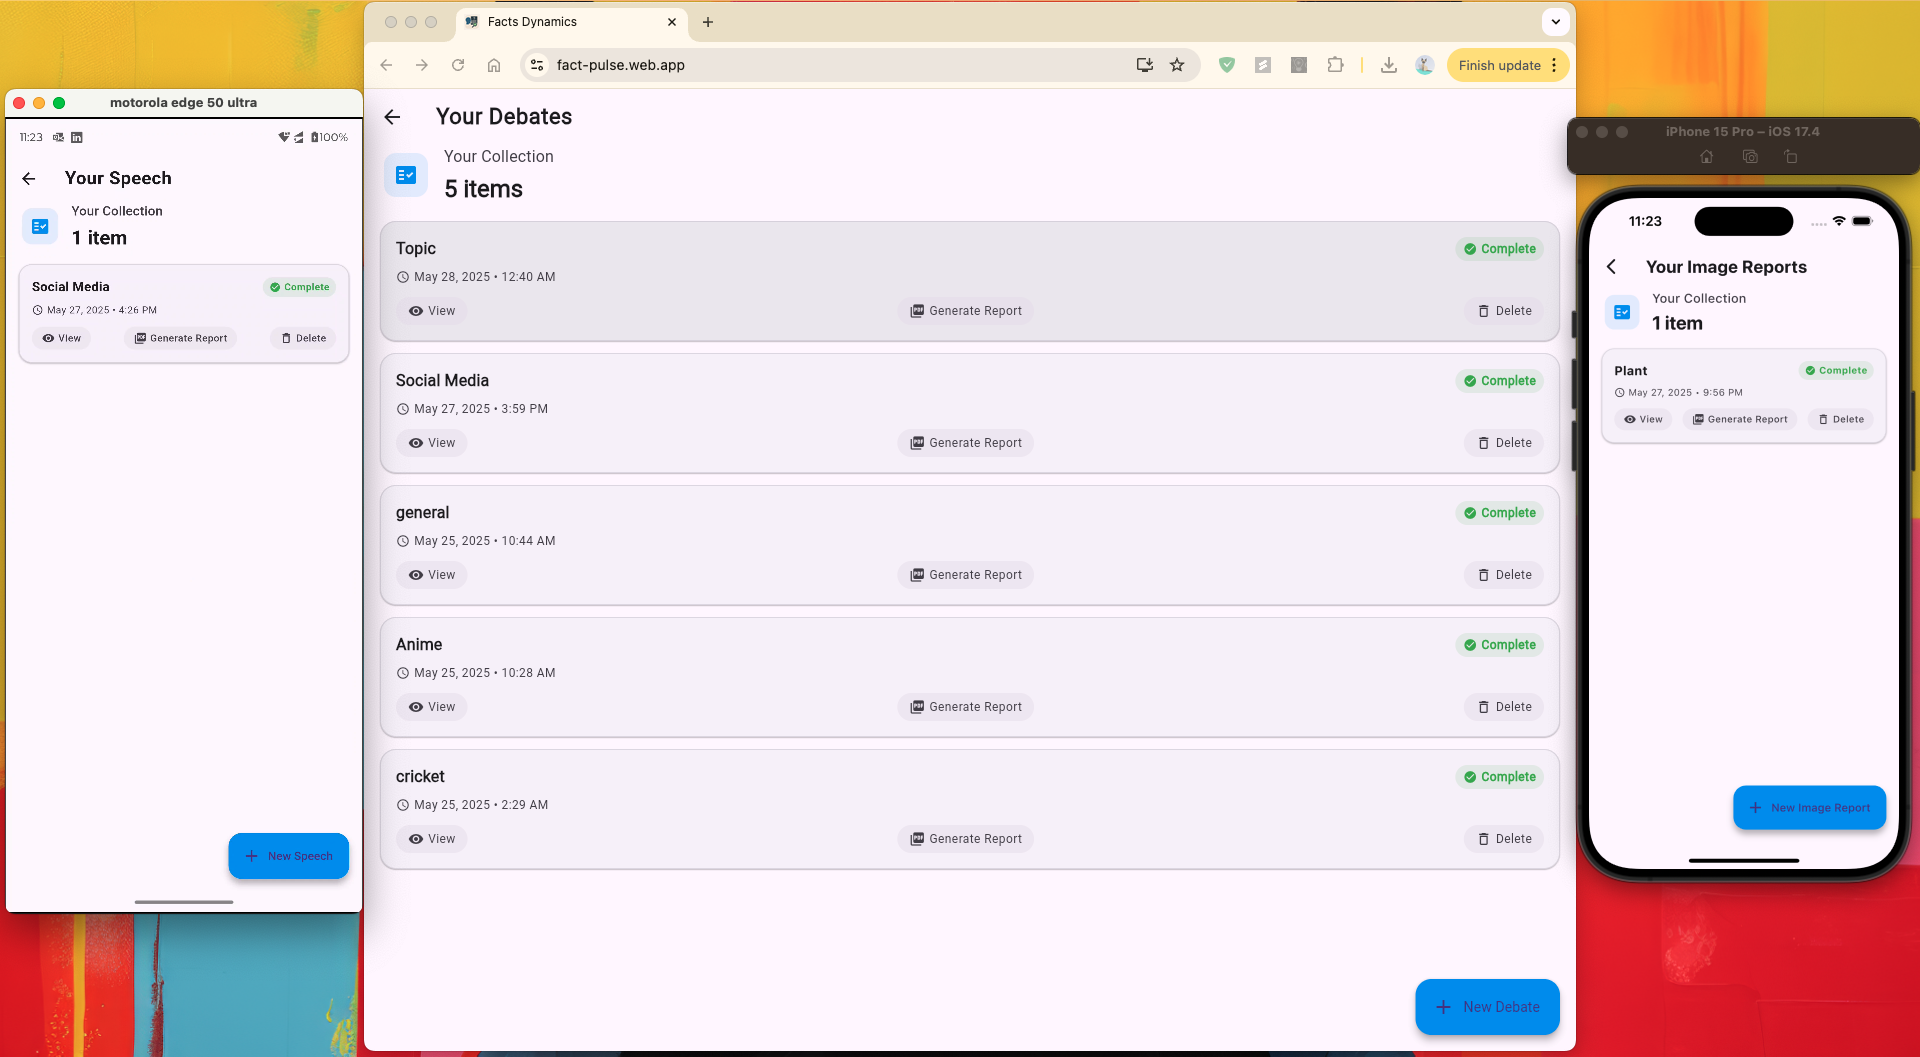 motorola edge 50 ultra
11:23
100%
Your Speech
Your Collection
1 item
Social Media
Complete
May 27, 2025 • 4:26 PM
View
Generate Report
Delete
New Speech
Facts Dynamics
fact-pulse.web.app
Finish update
Your Debates
Your Collection
5 items
Topic
Complete
May 28, 2025 • 12:40 AM
View
PDF Generate Report
Delete
Social Media
Complete
May 27, 2025 • 3:59 PM
View
PDF Generate Report
Delete
general
Complete
May 25, 2025 • 10:44 AM
View
PDF Generate Report
Delete
Anime
Complete
May 25, 2025 • 10:28 AM
View
PDF Generate Report
Delete
cricket
Complete
May 25, 2025 • 2:29 AM
View
PDF Generate Report
Delete
New Debate
iPhone 15 Pro – iOS 17.4
11:23
Your Image Reports
Your Collection
1 item
Plant
Complete
May 27, 2025 • 9:56 PM
View
Generate Report
Delete
New Image Report